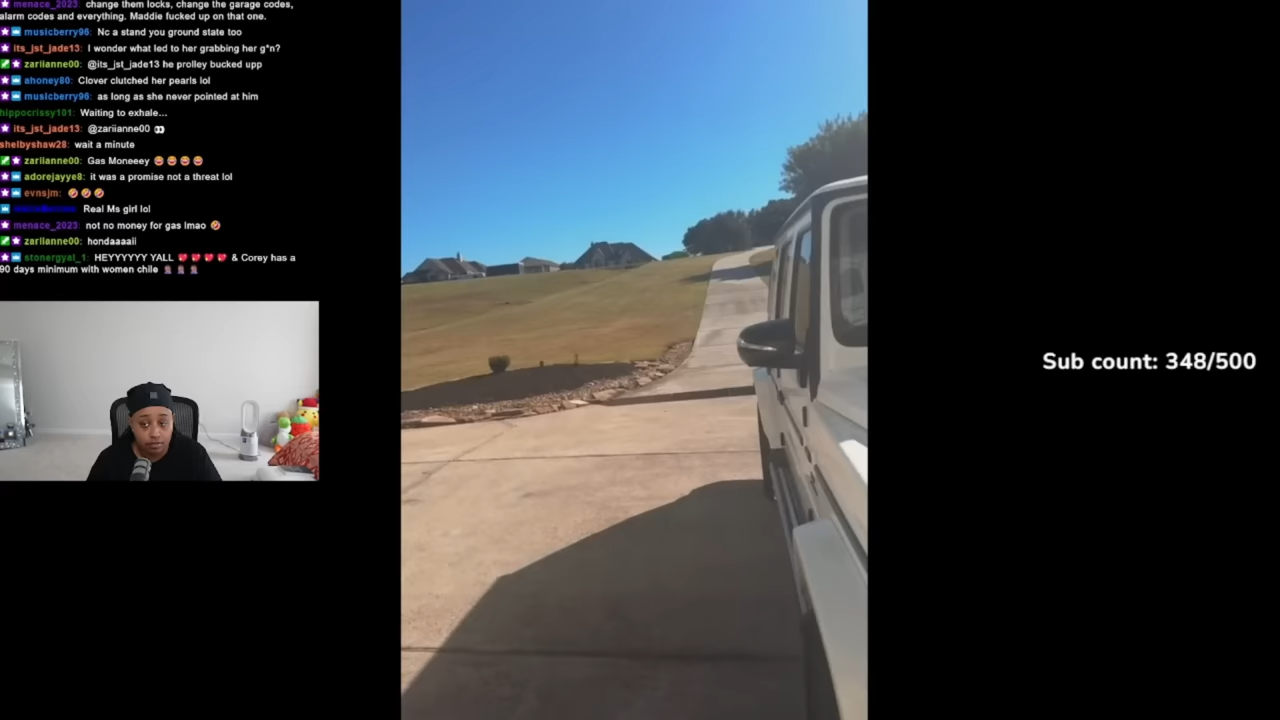 menace_2023: change them locks, change the garage codes,
alarm codes and everything. Maddie fucked up on that one.
musicberry96: Nc a stand you ground state too
its_jst_jade13: I wonder what led to her grabbing her g*n?
zariianne00: @its_jst_jade13 he prolley bucked upp
ahoney80: Clover clutched her pearls lol
musicberry96: as long as she never pointed at him
hippocrissy101: Waiting to exhale...
its_jst_jade13: @zariianne00 👀
shelbyshaw28: wait a minute
zariianne00: Gas Moneeey 😂 😂 😂 😂
adorejayye8: it was a promise not a threat lol
evnsjm: 🤣 🤣 🤣
Real Ms girl lol
menace_2023: not no money for gas lmao 🤣
zariianne00: hondaaaaii
stonergyal_1: HEYYYYYY YALL 💖 💖 💖 💖 & Corey has a
90 days minimum with women chile
Sub count: 348/500